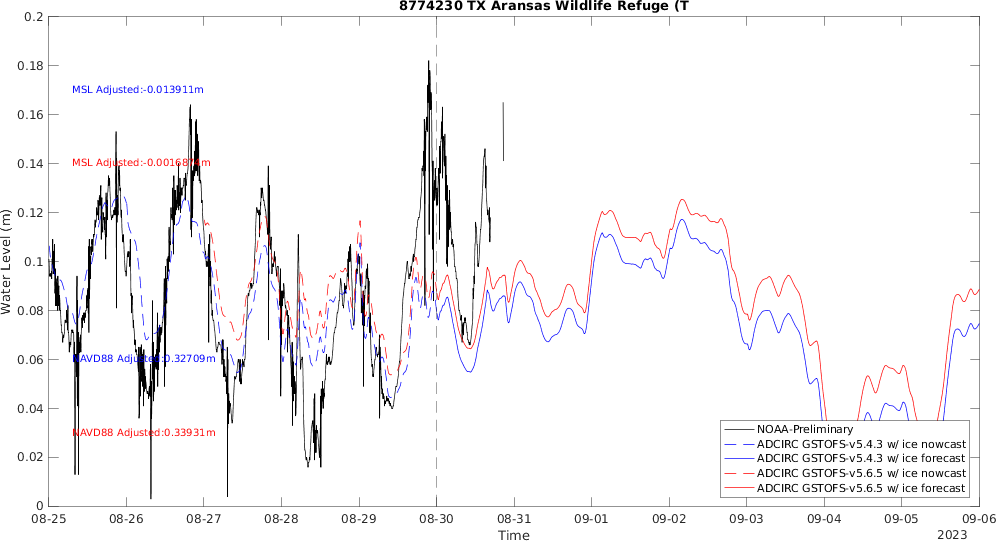 8774230 TX Aransas Wildlife Refuge (T
0.2
0.18
0.16
0.14
0.12
0.1
0.08
0.06
0.04
0.02
0
Water Level (m)
MSL Adjusted:-0.013911m
MSL Adjusted:
NAVD88 Adjusted:0.32709m
NAVD88 Adjusted:0.33931m
NOAA-Preliminary
ADCIRC GSTOFS-v5.4.3 w/ ice nowcast
ADCIRC GSTOFS-v5.4.3 w/ ice forecast
ADCIRC GSTOFS-v5.6.5 w/ ice nowcast
ADCIRC GSTOFS-v5.6.5 w/ ice forecast
08-25 08-26 08-27 08-28 08-29 08-30 08-31 09-01 09-02 09-03 09-04 09-05 09-06
Time
2023